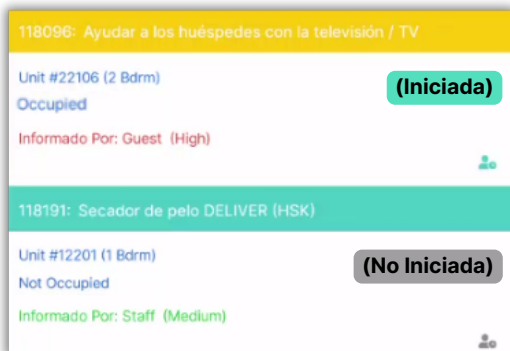 118096: Ayudar a los huéspedes con la televisión / TV
Unit #22106 (2 Bdrm)
(Iniciada)
Occupied
Informado Por: Guest (High)
118191: Secador de pelo DELIVER (HSK)
Unit #12201 (1 Bdrm)
(No Iniciada)
Not Occupied
Informado Por: Staff (Medium)